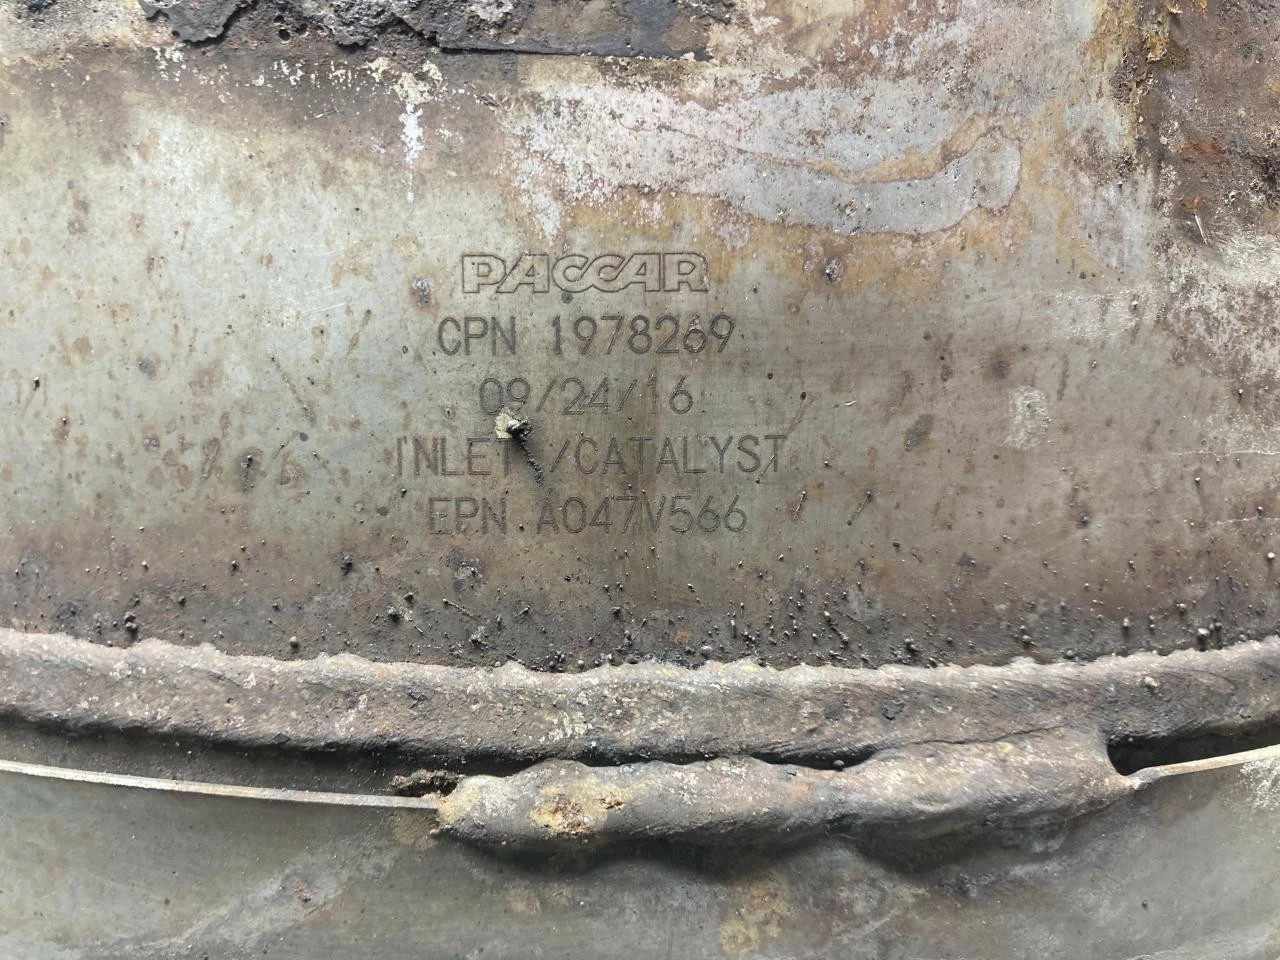 PACCAR
CPN 1978269
09/24/16
INLET /CATALYST
EPN A047V566